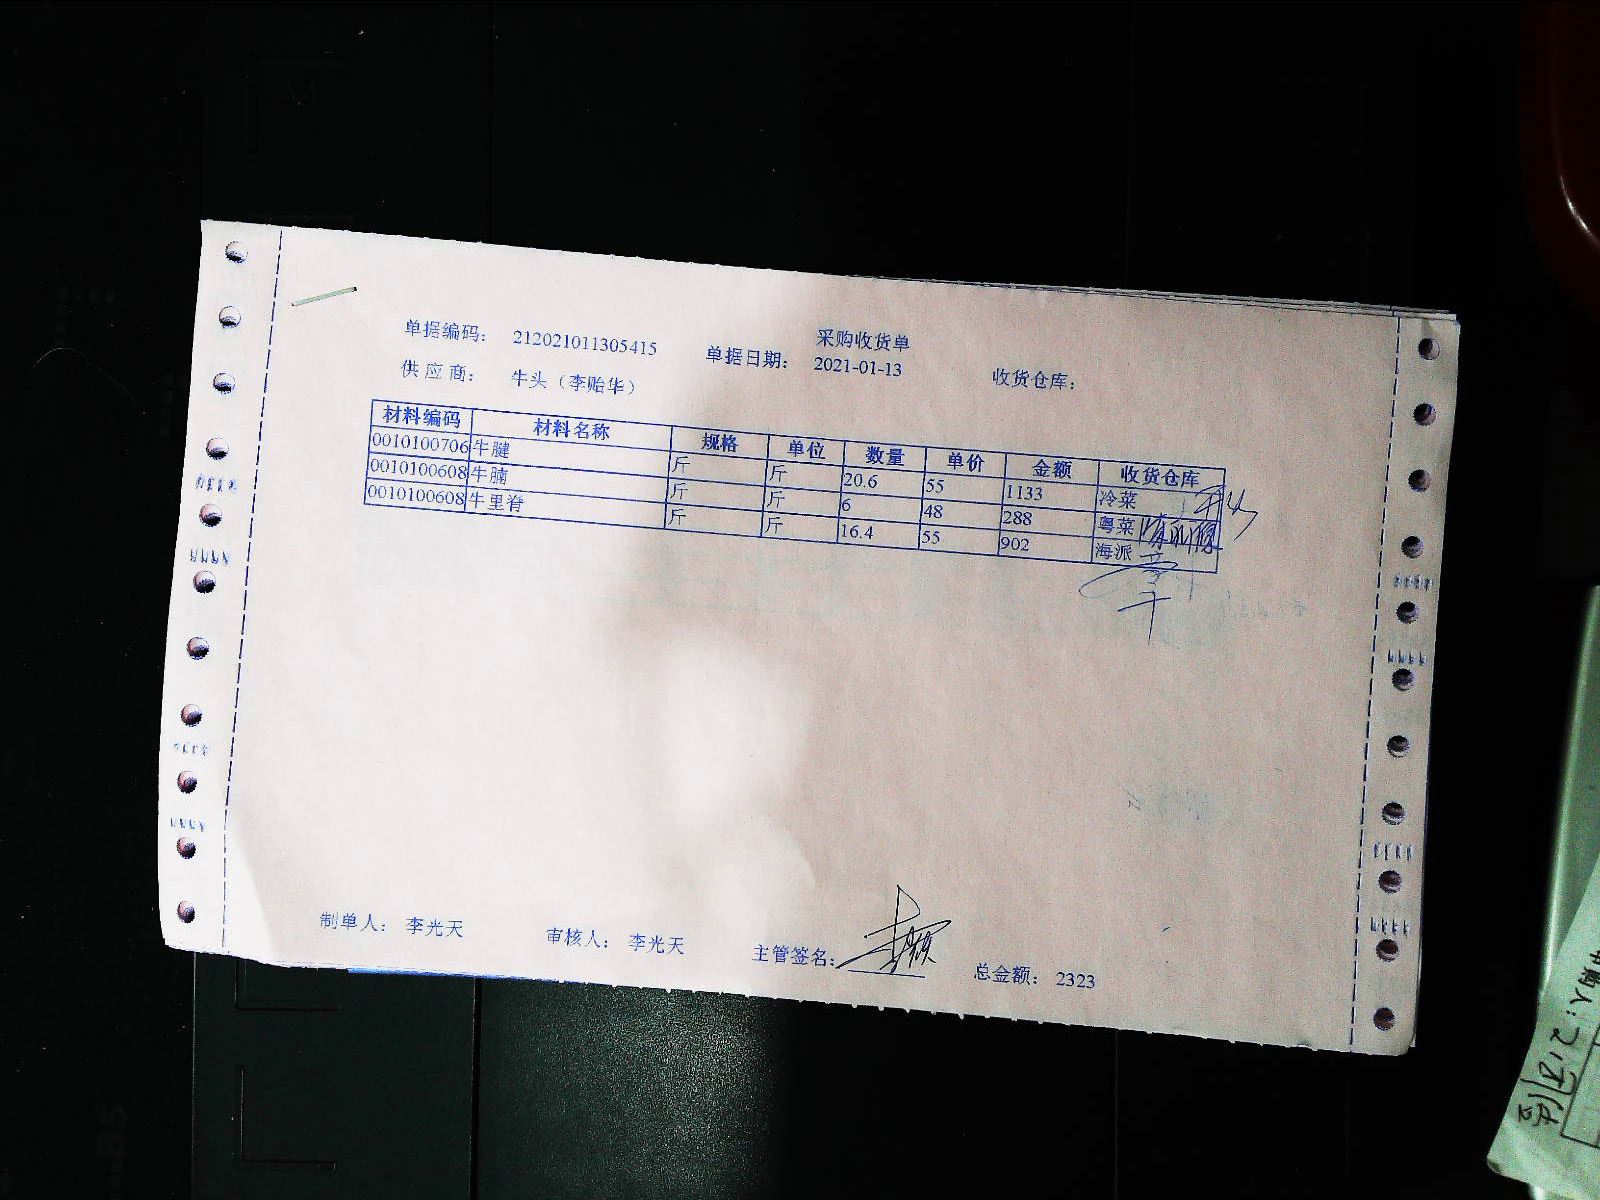 采购收货单
单据编码: 212021011305415 单据日期: 2021-01-13 收货仓库:
供应商: 牛头（李贻华）
材料编码 材料名称 规格 单位 数量 单价 金额 收货仓库
0010100706 牛腱 斤 斤 20.6 55 1133 冷菜
0010100608 牛腩 斤 斤 6 48 288 粤菜
0010100608 牛里脊 斤 斤 16.4 55 902 海派
制单人: 李光天 审核人: 李光天 主管签名: 总金额: 2323